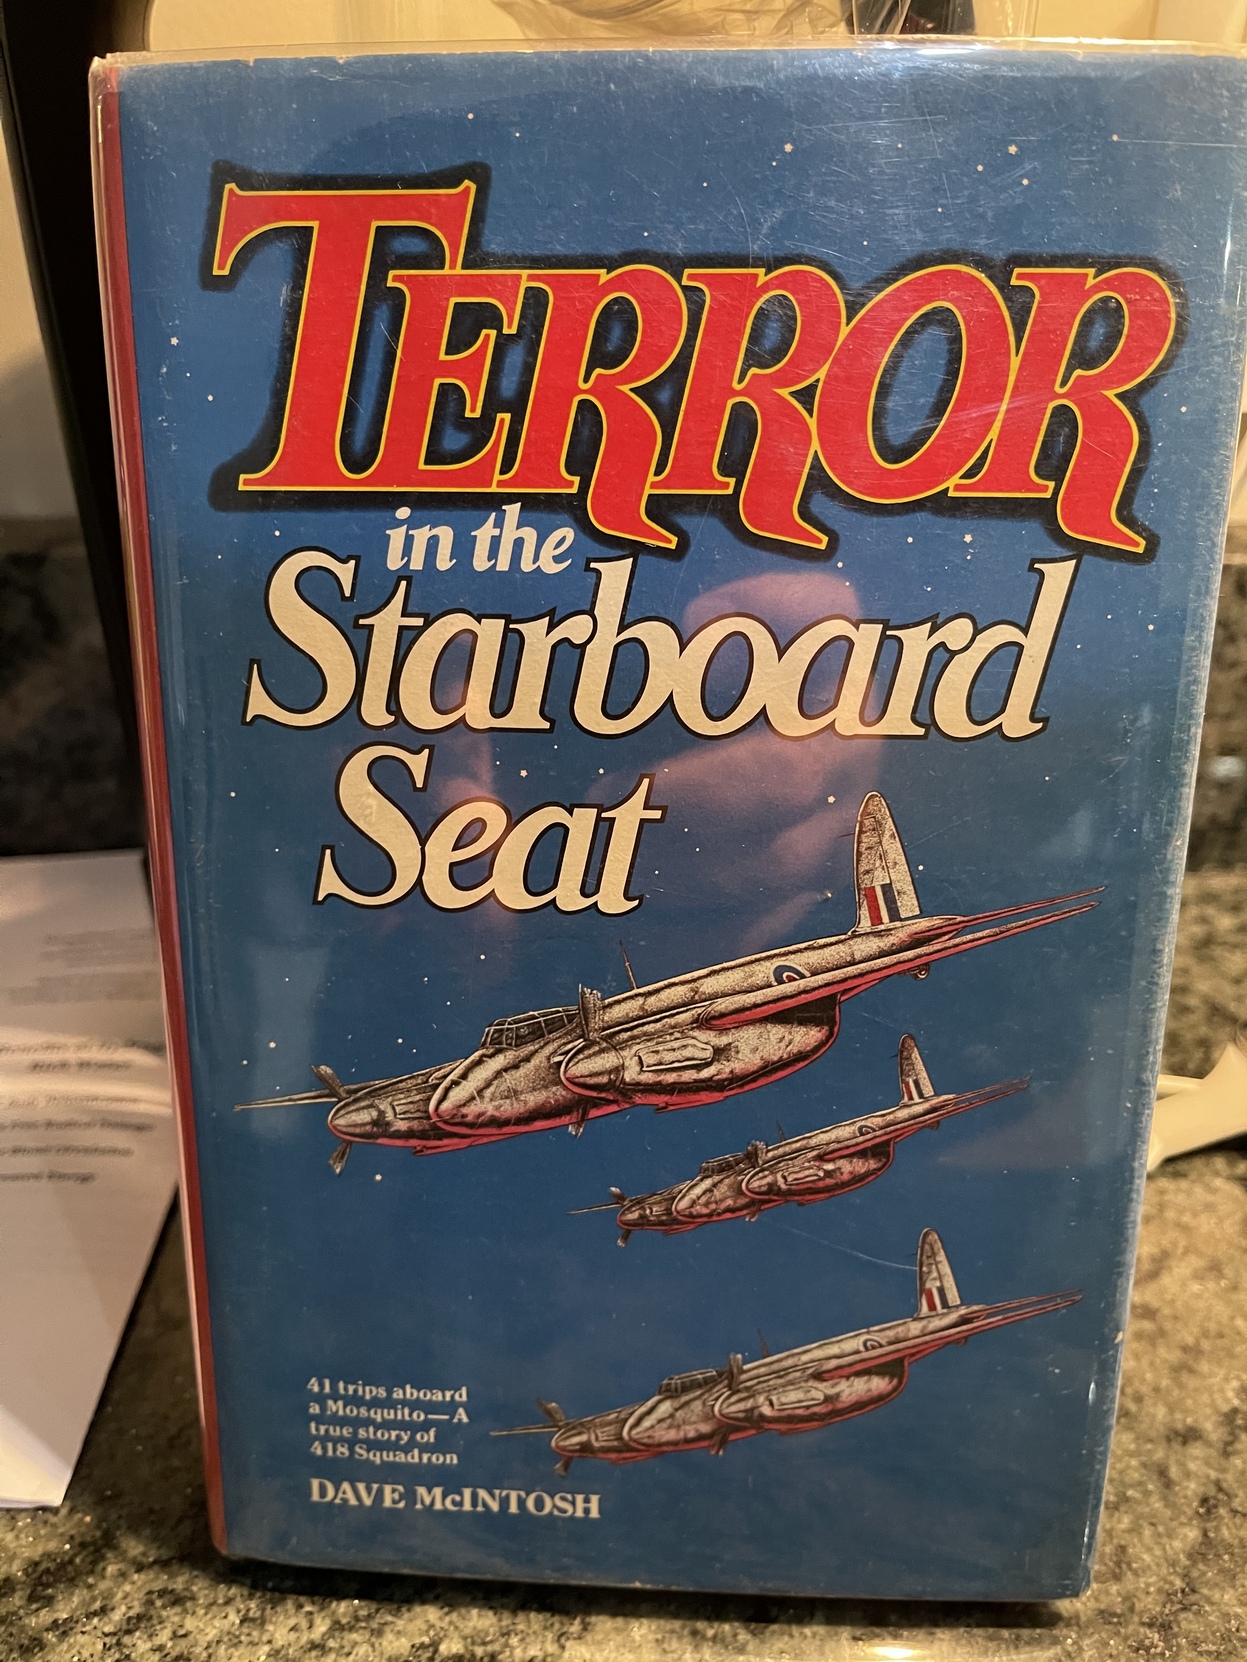 TERROR
in the
Starboard
Seat
41 trips aboard
a Mosquito—A
true story of
418 Squadron
DAVE McINTOSH